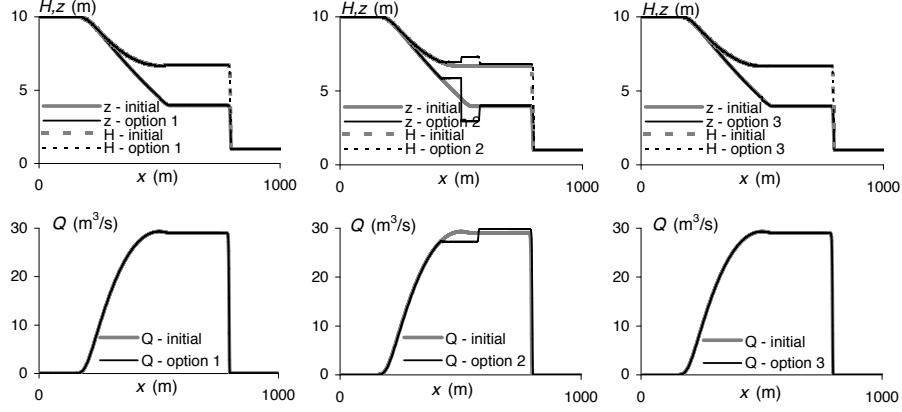 H,z (m)
10
5
0
z - initial
z - option 1
H - initial
H - option 1
0
x (m)
1000
H,z (m)
10
5
0
z - initial
z - option 2
H - initial
H - option 2
0
x (m)
1000
H,z (m)
10
5
0
z - initial
z - option 3
H - initial
H - option 3
0
x (m)
1000
Q (m³/s)
30
20
10
0
Q - initial
Q - option 1
0
x (m)
1000
Q (m³/s)
30
20
10
0
Q - initial
Q - option 2
0
x (m)
1000
Q (m³/s)
30
20
10
0
Q - initial
Q - option 3
0
x (m)
1000